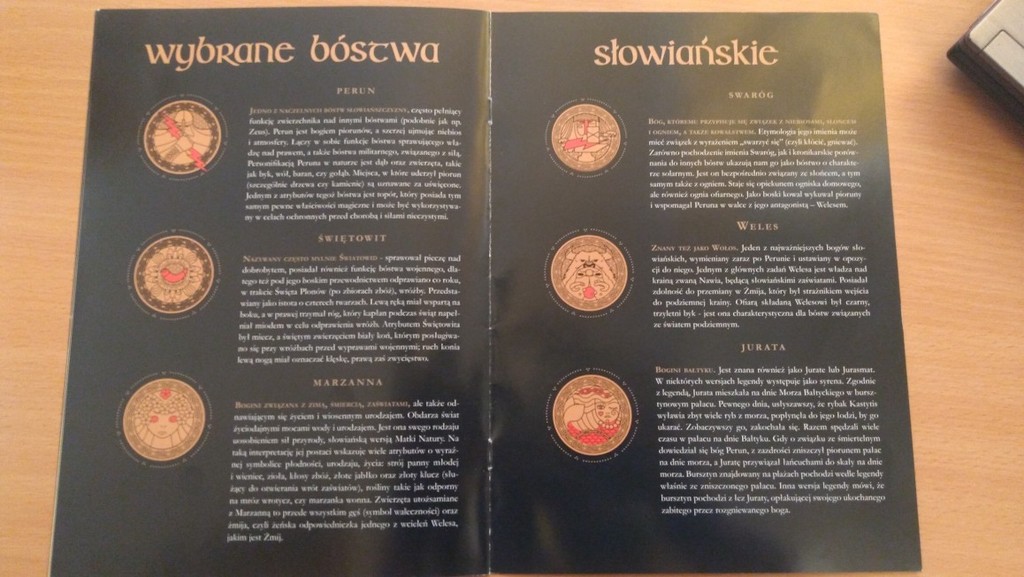 wybrane bóstwa
PERUN
Jedno z naczelnych bóstw słowiańszczyzny, często pełniący
funkcję zwierzchnika nad innymi bóstwami (podobnie jak np.
Zeus). Perun jest bogiem piorunów, a szerzej ujmując niebios
i atmosfery. Łączy w sobie funkcję bóstwa sprawującego wła-
dzę nad prawem, a także bóstwa militarnego, związanego z siłą.
Personifikacją Peruna w naturze jest dąb oraz zwierzęta, takie
jak byk, wół, baran, czy gołąb. Miejsca, w które uderzył piorun
(szczególnie drzewa czy kamienie) są uznawane za uświęcone.
Jednym z atrybutów tegoż bóstwa jest topór, który posiada tym
samym pewne właściwości magiczne i może być wykorzystywa-
ny w celach ochronnych przed chorobą i siłami nieczystymi.
ŚWIĘTOWIT
Nazywany często mylnie Światowid - sprawował pieczę nad
dobrobytem, posiadał również funkcję bóstwa wojennego, dla-
tego też pod jego boskim przewodnictwem odprawiano co roku,
w trakcie Święta Plonów (po zbiorach zbóż), wróżby. Przedsta-
wiany jako istota o czterech twarzach. Lewą ręką miał wspartą na
boku, a w prawej trzymał róg, który kapłan podczas świąt napeł-
niał miodem w celu odprawienia wróżb. Atrybutem Świętowita
był miecz, a świętym zwierzęciem biały koń, którym posługiwa-
no się przy wróżbach przed wyprawami wojennymi; ruch konia
lewą nogą miał oznaczać klęskę, prawą zaś zwycięstwo.
MARZANNA
Bogini związana z zimą, śmiercią, zaświatami, ale także od-
nawiającym się życiem i wiosennym urodzajem. Obdarza świat
życiodajnymi mocami wody i urodzajem. Jest ona swego rodzaju
uosobieniem sił przyrody, słowiańską wersją Matki Natury. Na
taką interpretację jej postaci wskazuje wiele atrybutów o wyraź-
nej symbolice płodności, urodzaju, życia: strój panny młodej
i wieniec, zioła, kłosy zbóż, złote jabłko oraz złoty klucz (słu-
żący do otwierania wrót zaświatów), rośliny takie jak odporny
na mróz wrotycz, czy marzanka wonna. Zwierzęta utożsamiane
z Marzanną to przede wszystkim gęś (symbol waleczności) oraz
żmija, czyli żeńska odpowiedniczka jednego z wcieleń Welesa,
jakim jest Żmij.
słowiańskie
SWARÓG
Bóg, któremu przypisuje się związek z niebiosami, słońcem
i ogniem, a także kowalstwem. Etymologia jego imienia może
mieć związek z wyrażeniem „swarzyć się” (czyli kłócić, gniewać).
Zarówno pochodzenie imienia Swaróg, jak i kronikarskie porów-
nania do innych bóstw ukazują nam go jako bóstwo o charakte-
rze solarnym. Jest on bezpośrednio związany ze słońcem, a tym
samym także z ogniem. Staje się opiekunem ogniska domowego,
ale również ognia ofiarnego. Jako boski kowal wykuwał pioruny
i wspomagał Peruna w walce z jego antagonistą – Welesem.
WELES
Znany też jako Wołos. Jeden z najważniejszych bogów sło-
wiańskich, wymieniany zaraz po Perunie i ustawiany w opozy-
cji do niego. Jednym z głównych zadań Welesa jest władza nad
krainą zwaną Nawia, będącą słowiańskimi zaświatami. Posiadał
zdolność do przemiany w Żmija, który był strażnikiem wejścia
do podziemnej krainy. Ofiarą składaną Welesowi był czarny,
trzyletni byk - jest ona charakterystyczna dla bóstw związanych
ze światem podziemnym.
JURATA
Bogini bałtyku. Jest znana również jako Jurate lub Jurasmat.
W niektórych wersjach legendy występuje jako syrena. Zgodnie
z legendą, Jurata mieszkała na dnie Morza Bałtyckiego w bursz-
tynowym pałacu. Pewnego dnia, usłyszawszy, że rybak Kastytis
wyławia zbyt wiele ryb z morza, popłynęła do jego łodzi, by go
ukarać. Zobaczywszy go, zakochała się. Razem spędzali wiele
czasu w pałacu na dnie Bałtyku. Gdy o związku ze śmiertelnym
dowiedział się bóg Perun, z zazdrości zniszczył piorunem pałac
na dnie morza, a Juratę przywiązał łańcuchami do skały na dnie
morza. Bursztyn znajdowany na plażach pochodzi wedle legendy
właśnie ze zniszczonego pałacu. Inna wersja legendy mówi, że
bursztyn pochodzi z łez Juraty, opłakującej swojego ukochanego
zabitego przez rozgniewanego boga.